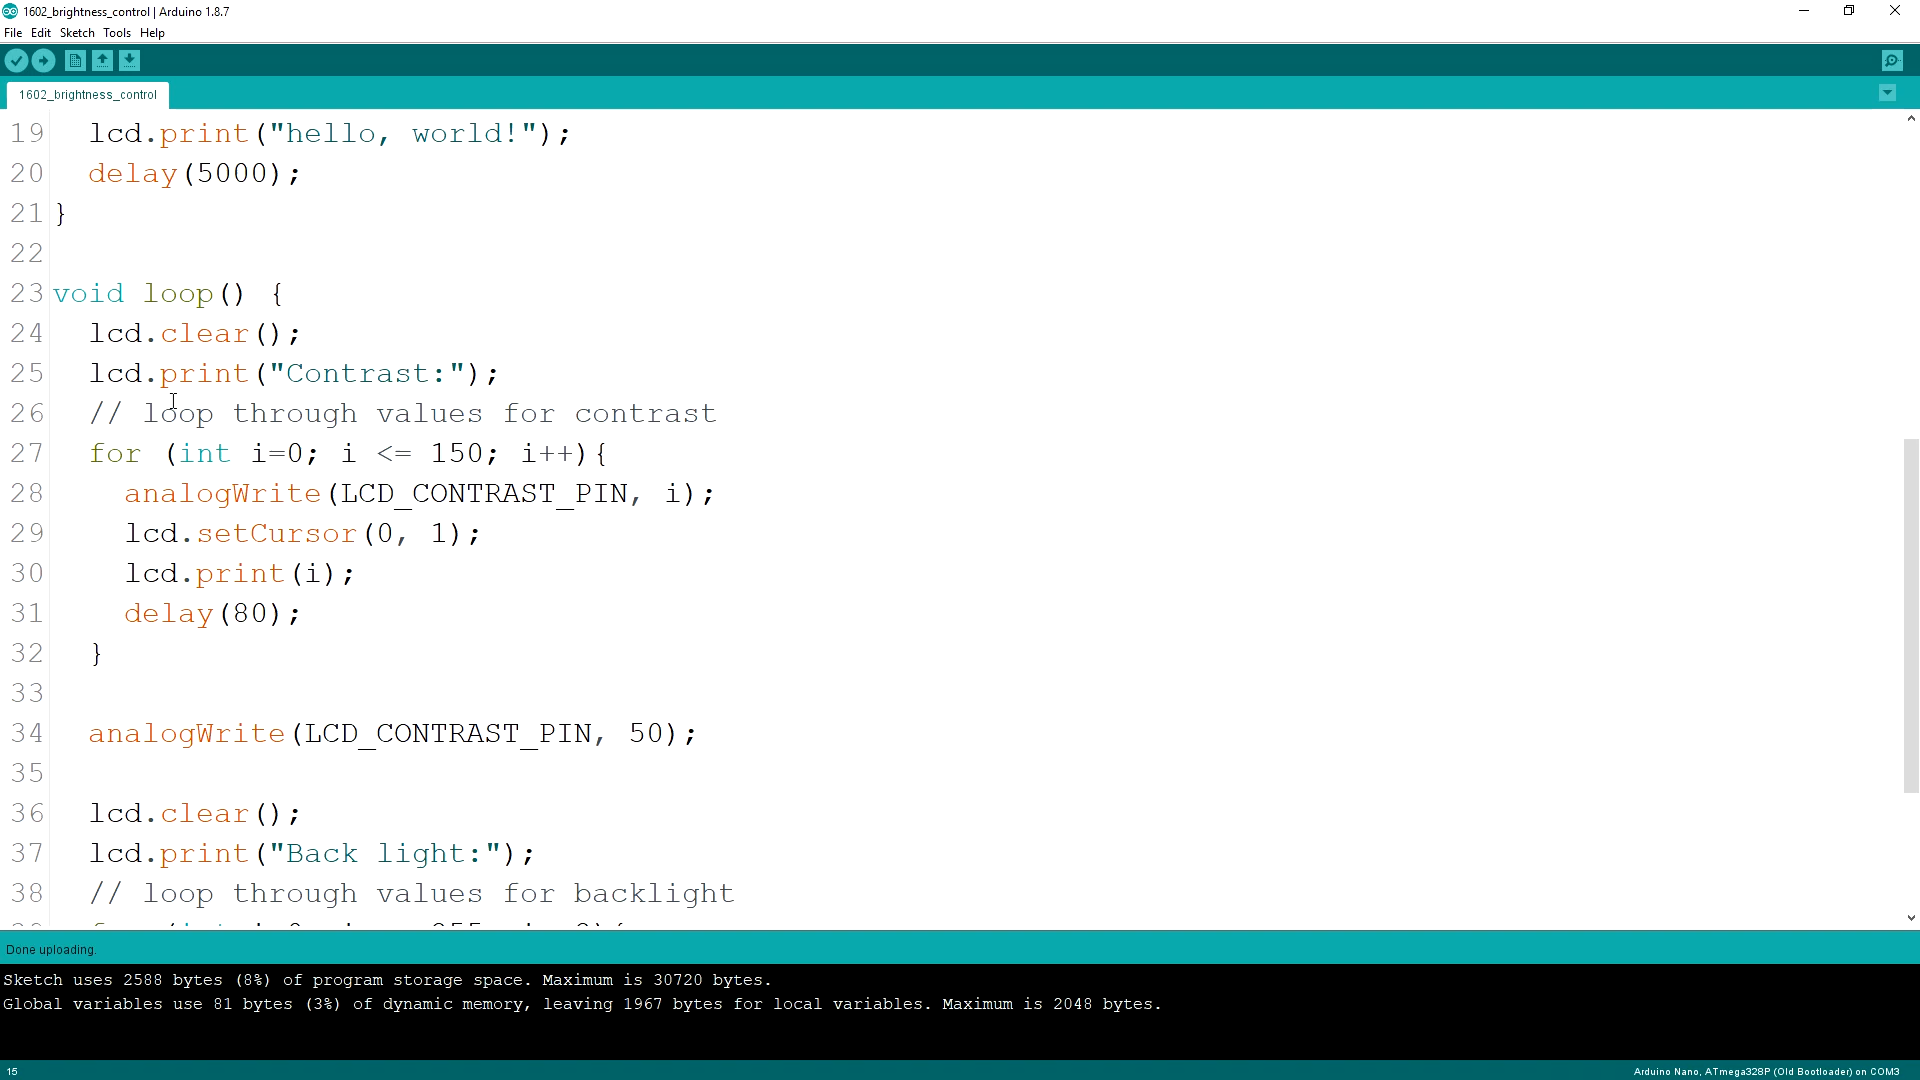 1602_brightness_control | Arduino 1.8.7
File Edit Sketch Tools Help
1602_brightness_control
19 lcd.print("hello, world!");
20 delay(5000);
21 }
22
23 void loop() {
24 lcd.clear();
25 lcd.print("Contrast:");
26 // loop through values for contrast
27 for (int i=0; i <= 150; i++){
28 analogWrite(LCD_CONTRAST_PIN, i);
29 lcd.setCursor(0, 1);
30 lcd.print(i);
31 delay(80);
32 }
33
34 analogWrite(LCD_CONTRAST_PIN, 50);
35
36 lcd.clear();
37 lcd.print("Back light:");
38 // loop through values for backlight
Done uploading.
Sketch uses 2588 bytes (8%) of program storage space. Maximum is 30720 bytes.
Global variables use 81 bytes (3%) of dynamic memory, leaving 1967 bytes for local variables. Maximum is 2048 bytes.
15 Arduino Nano, ATmega328P (Old Bootloader) on COM3